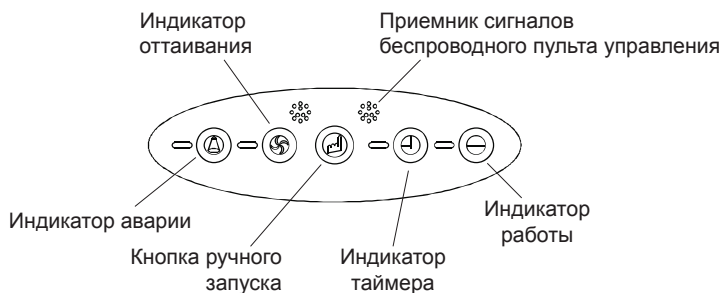 Индикатор
оттаивания
Приемник сигналов
беспроводного пульта управления
Индикатор аварии
Кнопка ручного
запуска
Индикатор
таймера
Индикатор
работы